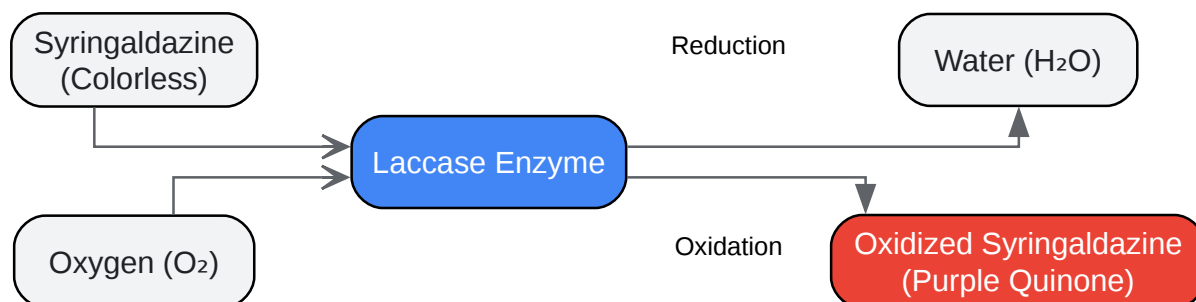 Syringaldazine
(Colorless)
Reduction
Water (H₂O)
Laccase Enzyme
Oxygen (O₂)
Oxidation
Oxidized Syringaldazine
(Purple Quinone)